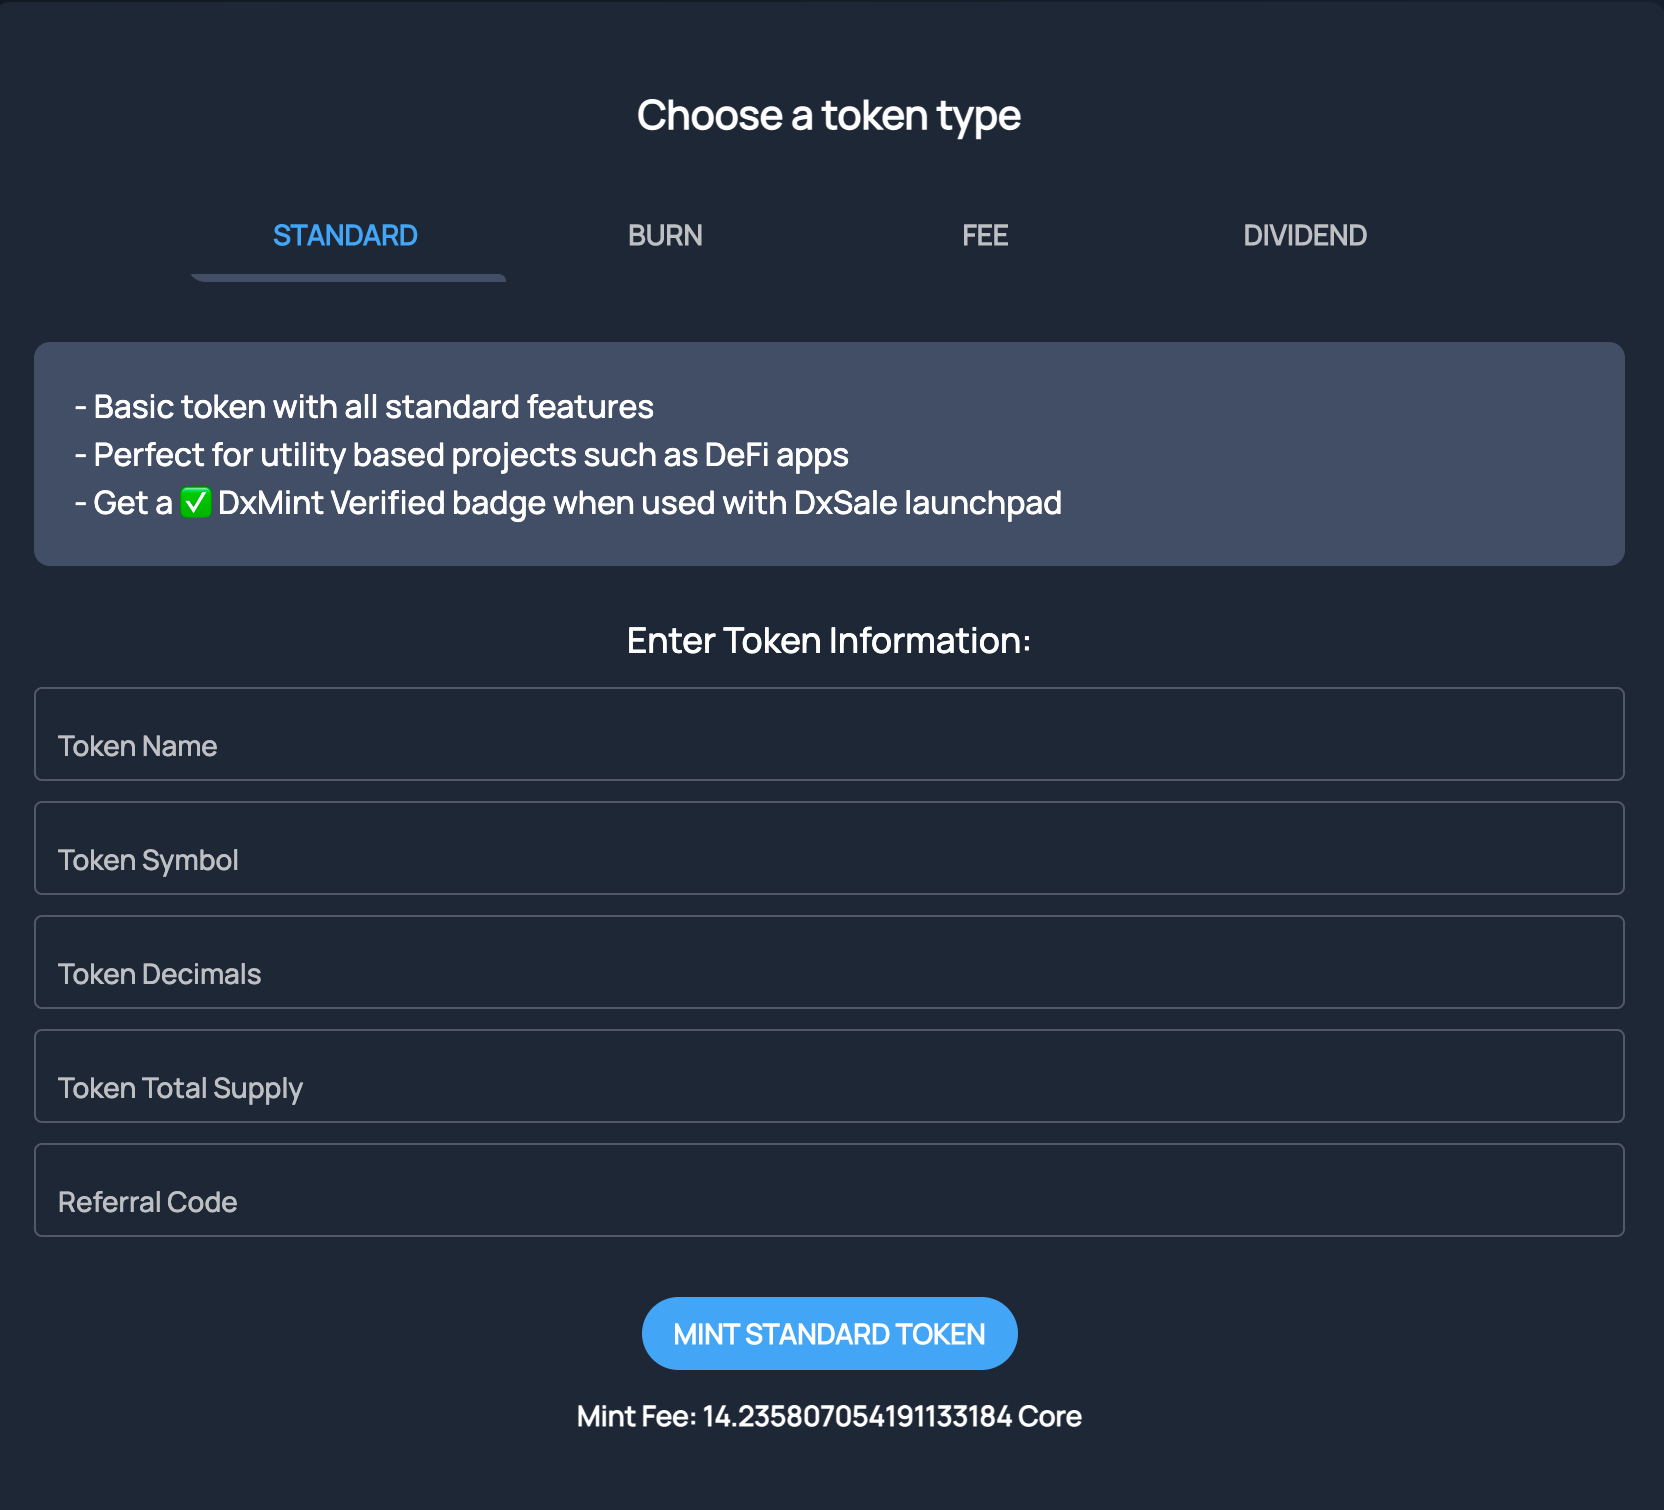 Choose a token type
STANDARD BURN FEE DIVIDEND
- Basic token with all standard features
- Perfect for utility based projects such as DeFi apps
- Get a ✅ DxMint Verified badge when used with DxSale launchpad
Enter Token Information:
Token Name
Token Symbol
Token Decimals
Token Total Supply
Referral Code
MINT STANDARD TOKEN
Mint Fee: 14.235807054191133184 Core